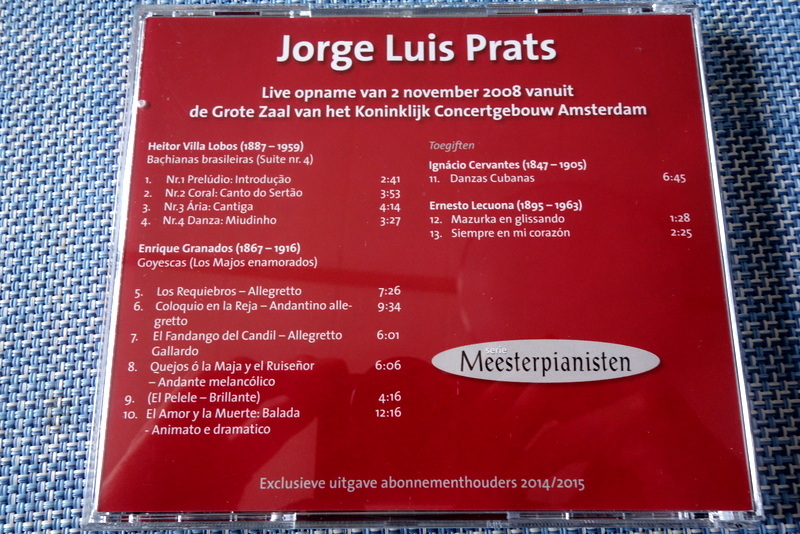 Jorge Luis Prats
Live opname van 2 november 2008 vanuit
de Grote Zaal van het Koninklijk Concertgebouw Amsterdam
Heitor Villa Lobos (1887 – 1959)
Bachianas brasileiras (Suite nr. 4)
1. Nr.1 Prelúdio: Introdução 2:41
2. Nr.2 Coral: Canto do Sertão 3:53
3. Nr.3 Ária: Cantiga 4:14
4. Nr.4 Danza: Miudinho 3:27
Enrique Granados (1867 – 1916)
Goyescas (Los Majos enamorados)
5. Los Requiebros – Allegretto 7:26
6. Coloquio en la Reja – Andantino alle-
gretto 9:34
7. El Fandango del Candil – Allegretto 6:01
Gallardo
8. Quejos ó la Maja y el Ruiseñor 6:06
– Andante melancólico
9. (El Pelele – Brillante) 4:16
10. El Amor y la Muerte: Balada 12:16
- Animato e dramatico
Toegiften
Ignácio Cervantes (1847 – 1905)
11. Danzas Cubanas 6:45
Ernesto Lecuona (1895 – 1963)
12. Mazurka en glissando 1:28
13. Siempre en mi corazón 2:25
serie
Meesterpianisten
Exclusieve uitgave abonnementhouders 2014/2015